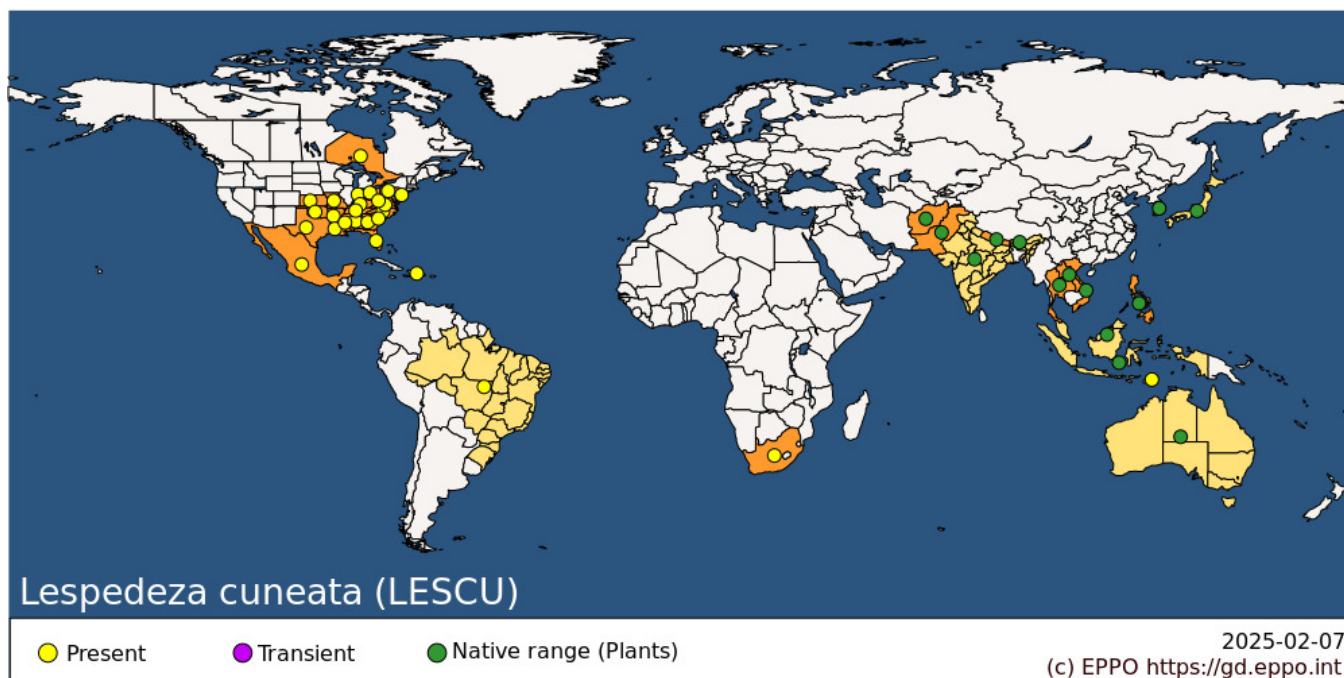 Lespedeza cuneata (LESCU)
Present
Transient
Native range (Plants)
2025-02-07
(c) EPPO https://gd.eppo.int